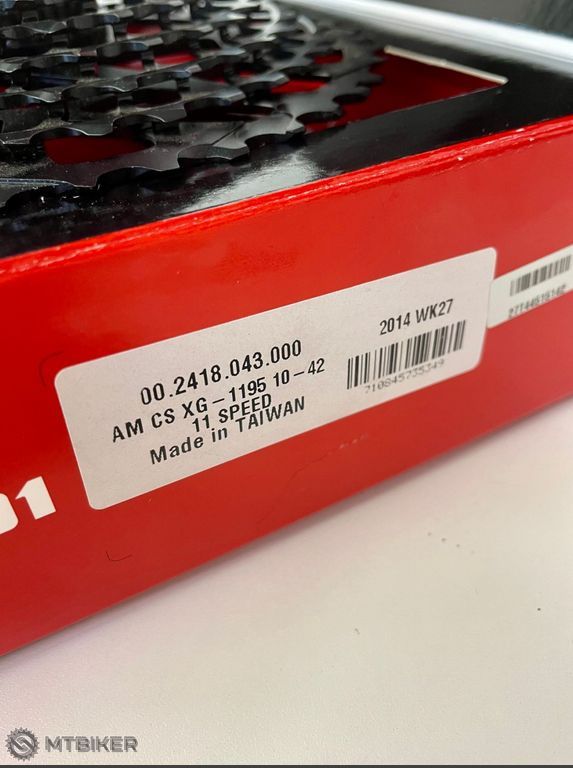 00.2418.043.000
AM CS XG-1195 10-42
11 SPEED
Made in TAIWAN
2014 WK27
710845735349
MTBIKER